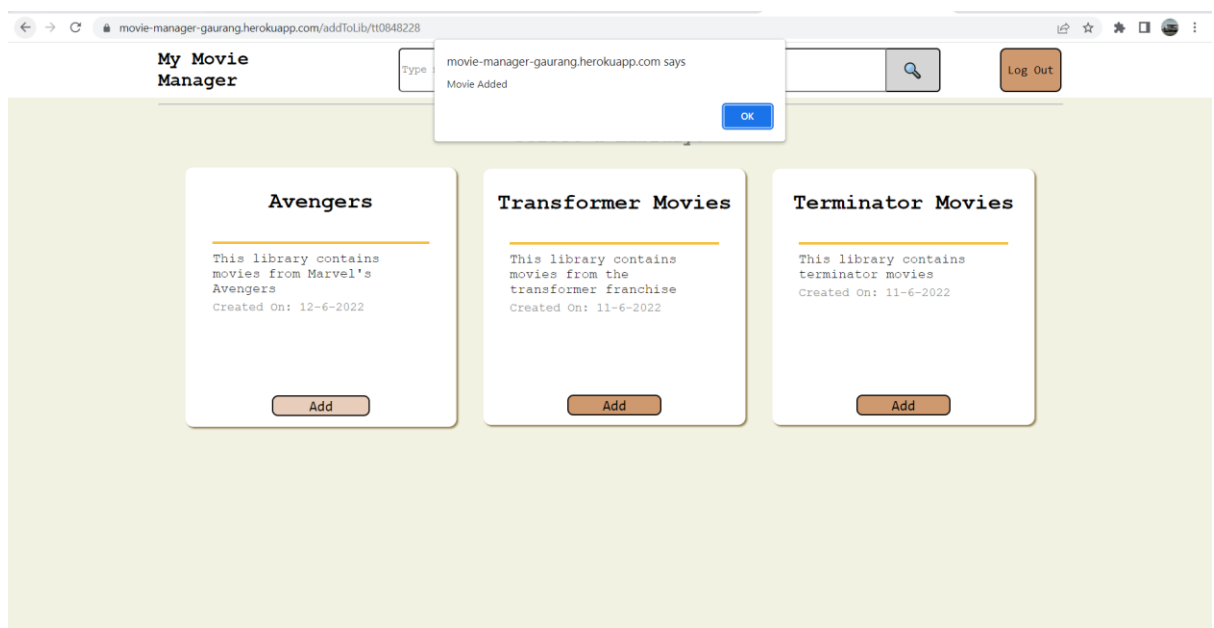 movie-manager-gaurang.herokuapp.com/addToLib/tt0848228
My Movie
Manager
Type
movie-manager-gaurang.herokuapp.com says
Movie Added
OK
Log Out
Avengers
This library contains
movies from Marvel's
Avengers
Created On: 12-6-2022
Add
Transformer Movies
This library contains
movies from the
transformer franchise
Created On: 11-6-2022
Add
Terminator Movies
This library contains
terminator movies
Created On: 11-6-2022
Add